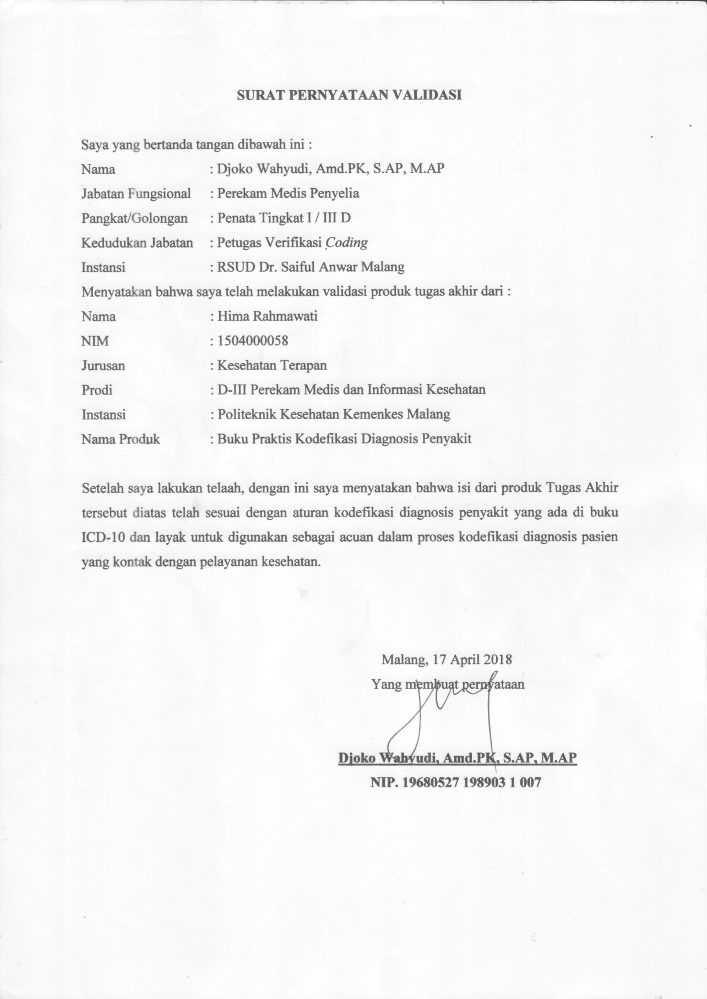 SURAT PERNYATAAN VALIDASI
Saya yang bertanda tangan dibawah ini :
Nama : Djoko Wahyudi, Amd.PK, S.AP, M.AP
Jabatan Fungsional : Perekam Medis Penyelia
Pangkat/Golongan : Penata Tingkat I / III D
Kedudukan Jabatan : Petugas Verifikasi Coding
Instansi : RSUD Dr. Saiful Anwar Malang
Menyatakan bahwa saya telah melakukan validasi produk tugas akhir dari :
Nama : Hima Rahmawati
NIM : 1504000058
Jurusan : Kesehatan Terapan
Prodi : D-III Perekam Medis dan Informasi Kesehatan
Instansi : Politeknik Kesehatan Kemenkes Malang
Nama Produk : Buku Praktis Kodefikasi Diagnosis Penyakit
Setelah saya lakukan telaah, dengan ini saya menyatakan bahwa isi dari produk Tugas Akhir
tersebut diatas telah sesuai dengan aturan kodefikasi diagnosis penyakit yang ada di buku
ICD-10 dan layak untuk digunakan sebagai acuan dalam proses kodefikasi diagnosis pasien
yang kontak dengan pelayanan kesehatan.
Malang, 17 April 2018
Yang membuat pernyataan
Djoko Wahyudi, Amd.PK, S.AP, M.AP
NIP. 19680527 198903 1 007